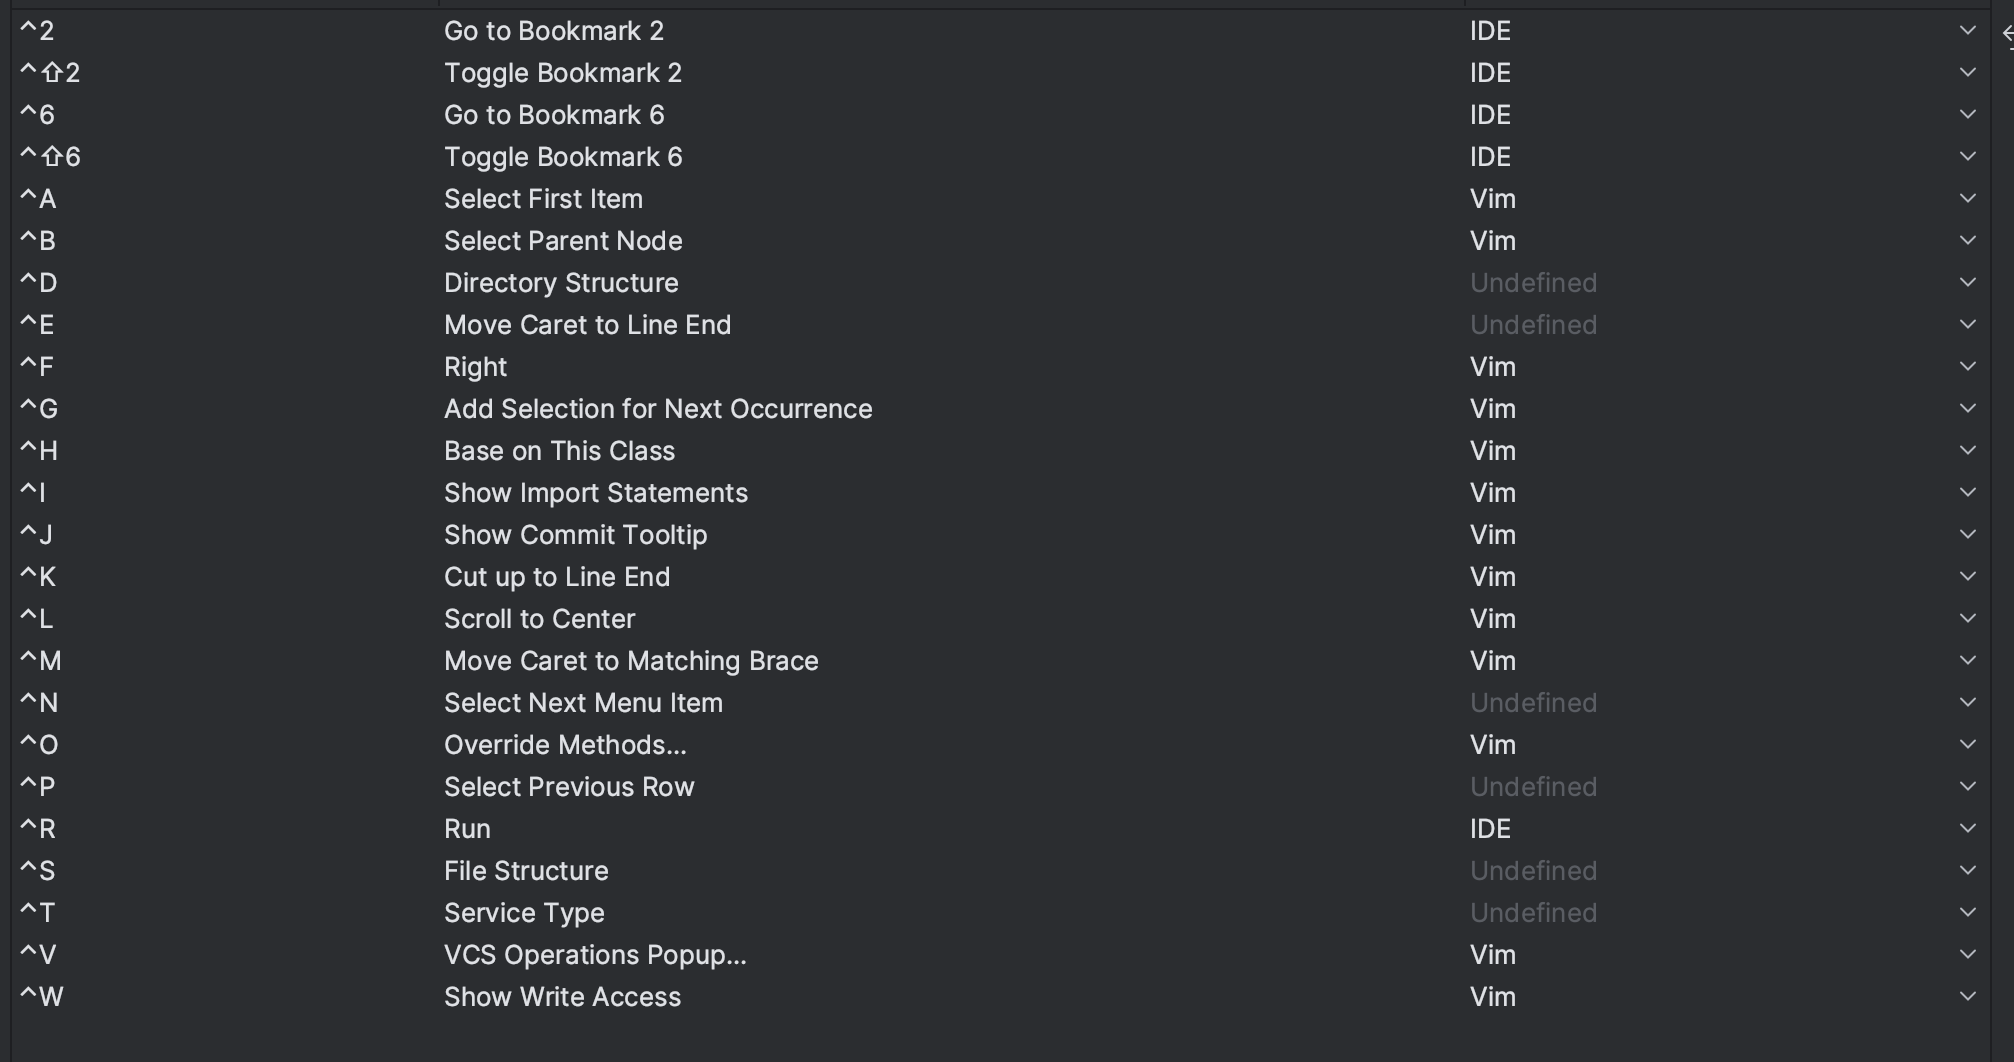 ^2 Go to Bookmark 2 IDE
^⇧2 Toggle Bookmark 2 IDE
^6 Go to Bookmark 6 IDE
^⇧6 Toggle Bookmark 6 IDE
^A Select First Item Vim
^B Select Parent Node Vim
^D Directory Structure Undefined
^E Move Caret to Line End Undefined
^F Right Vim
^G Add Selection for Next Occurrence Vim
^H Base on This Class Vim
^I Show Import Statements Vim
^J Show Commit Tooltip Vim
^K Cut up to Line End Vim
^L Scroll to Center Vim
^M Move Caret to Matching Brace Vim
^N Select Next Menu Item Undefined
^O Override Methods... Vim
^P Select Previous Row Undefined
^R Run IDE
^S File Structure Undefined
^T Service Type Undefined
^V VCS Operations Popup... Vim
^W Show Write Access Vim